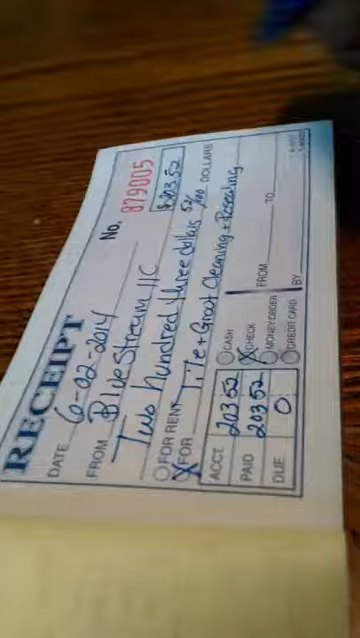 RECEIPT
DATE 6-02-2014 No. 879005
FROM Blue Stream llC $203.52
Two hundred three dollars 52/100 DOLLARS
FOR RENT
FOR Tile + Grout Cleaning + Resealing
ACCT. 203 52 CASH
PAID 203 52 CHECK FROM TO
DUE 0 MONEY ORDER
CREDIT CARD BY